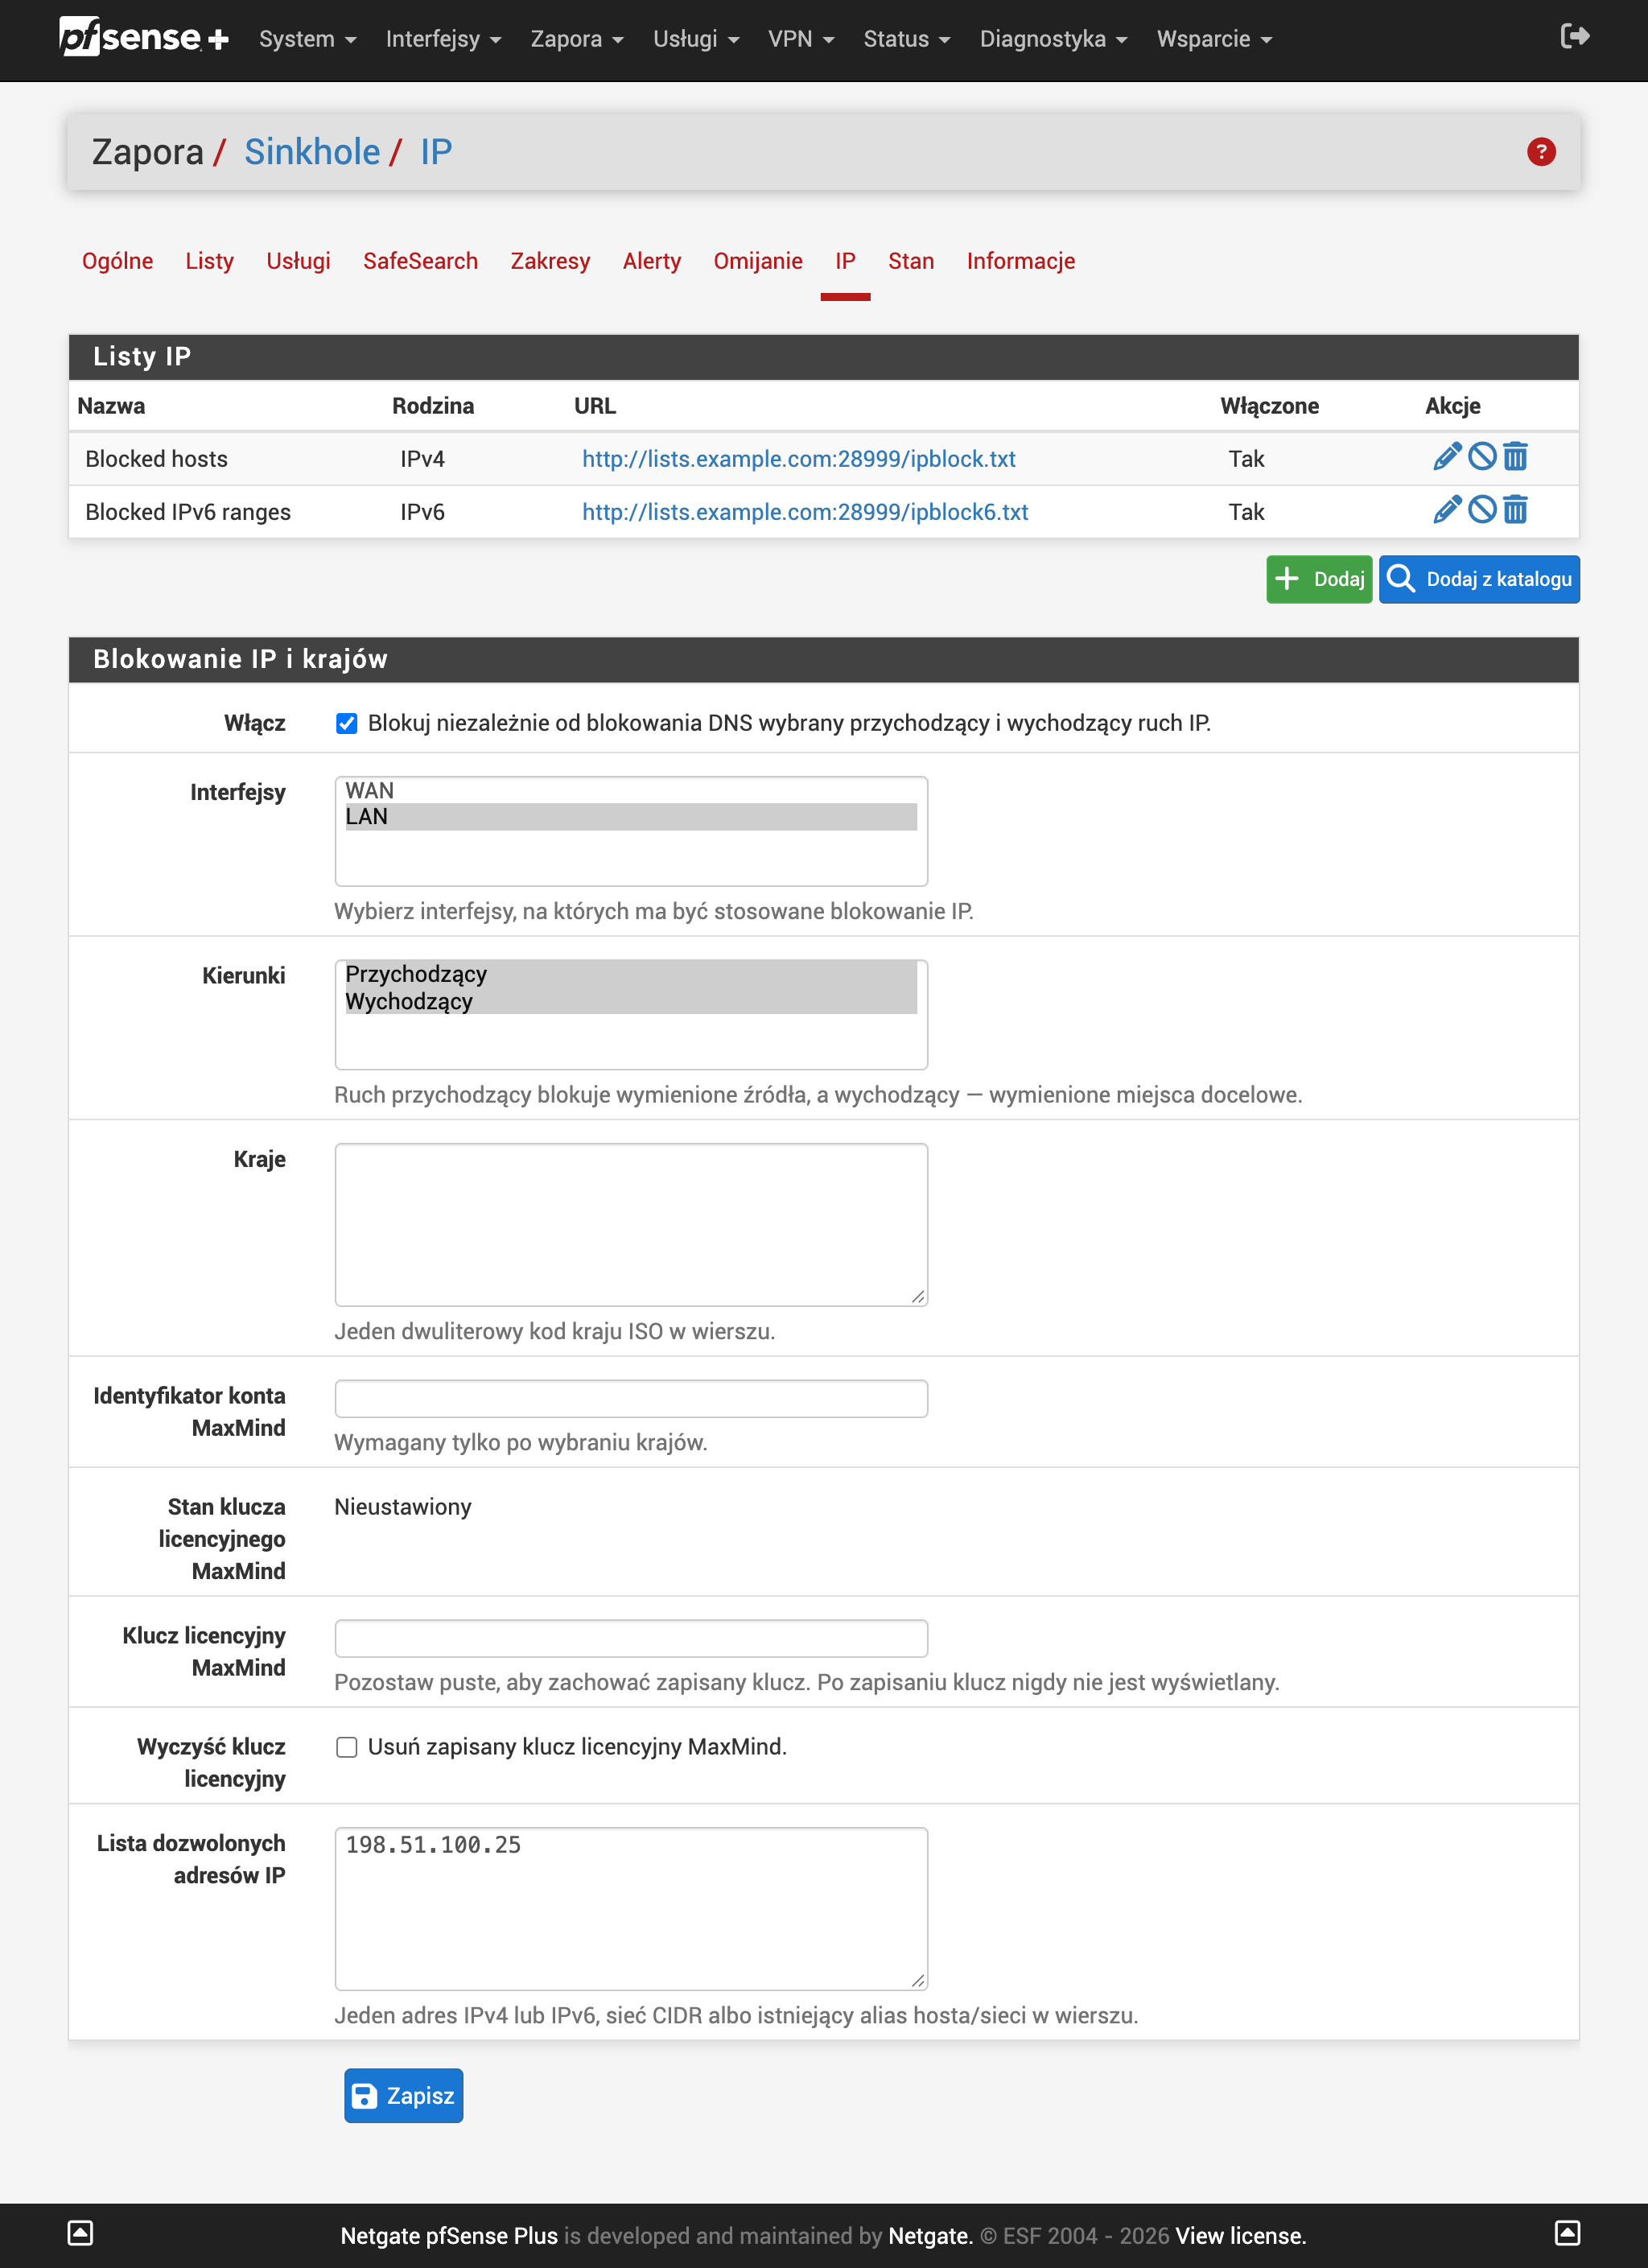 pfsense +
System
Interfejsy
Zapora
Usługi
VPN
Status
Diagnostyka
Wsparcie
Zapora / Sinkhole / IP
?
Ogólne
Listy
Usługi
SafeSearch
Zakresy
Alerty
Omijanie
IP
Stan
Informacje
Listy IP
Nazwa Rodzina URL Włączone Akcje
Blocked hosts IPv4 http://lists.example.com:28999/ipblock.txt Tak
Blocked IPv6 ranges IPv6 http://lists.example.com:28999/ipblock6.txt Tak
Dodaj
Dodaj z katalogu
Blokowanie IP i krajów
Włącz
Blokuj niezależnie od blokowania DNS wybrany przychodzący i wychodzący ruch IP.
Interfejsy
WAN
LAN
Wybierz interfejsy, na których ma być stosowane blokowanie IP.
Kierunki
Przychodzący
Wychodzący
Ruch przychodzący blokuje wymienione źródła, a wychodzący — wymienione miejsca docelowe.
Kraje
Jeden dwuliterowy kod kraju ISO w wierszu.
Identyfikator konta
MaxMind
Wymagany tylko po wybraniu krajów.
Stan klucza
licencyjnego
MaxMind
Nieustawiony
Klucz licencyjny
MaxMind
Pozostaw puste, aby zachować zapisany klucz. Po zapisaniu klucz nigdy nie jest wyświetlany.
Wyczyść klucz
licencyjny
Usuń zapisany klucz licencyjny MaxMind.
Lista dozwolonych
adresów IP
198.51.100.25
Jeden adres IPv4 lub IPv6, sieć CIDR albo istniejący alias hosta/sieci w wierszu.
Zapisz
Netgate pfSense Plus is developed and maintained by Netgate. © ESF 2004 - 2026 View license.